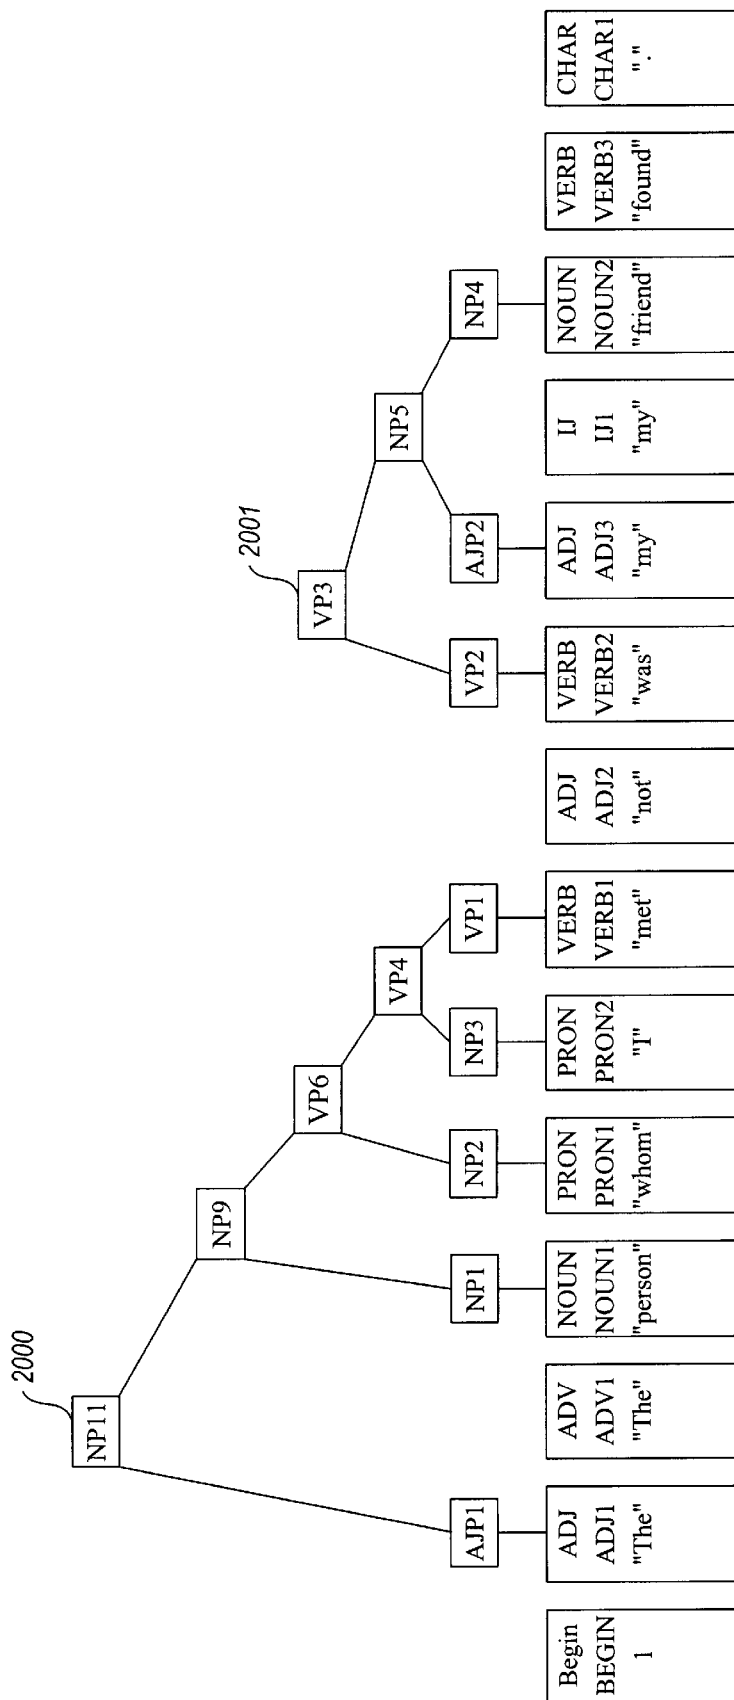 2000
NP11
NP9
2001
VP6
VP3
VP4
NP5
AJP1
NP1
NP2
NP3
VP1
VP2
AJP2
NP4
Begin
BEGIN
1
ADJ
ADJ1
"The"
ADV
ADV1
"The"
NOUN
NOUN1
"person"
PRON
PRON1
"whom"
PRON
PRON2
"I"
VERB
VERB1
"met"
ADJ
ADJ2
"not"
VERB
VERB2
"was"
ADJ
ADJ3
"my"
IJ
IJ1
"my"
NOUN
NOUN2
"friend"
VERB
VERB3
"found"
CHAR
CHAR1
"."